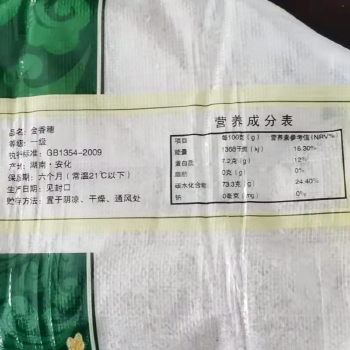 品名：金香穗
等级：一级
执行标准：GB1354-2009
产地：湖南·安化
保质期：六个月（常温21℃以下）
生产日期：见封口
贮存方法：置于阴凉、干燥、通风处
营养成分表
项目 每100克（g） 营养素参考值（NRV%）
能量 1368千焦（kj） 16.30%
蛋白质 7.2克（g） 12%
脂肪 0克（g） 0%
碳水化合物 73.3克（g） 24.40%
钠 0毫克（mg） 0%